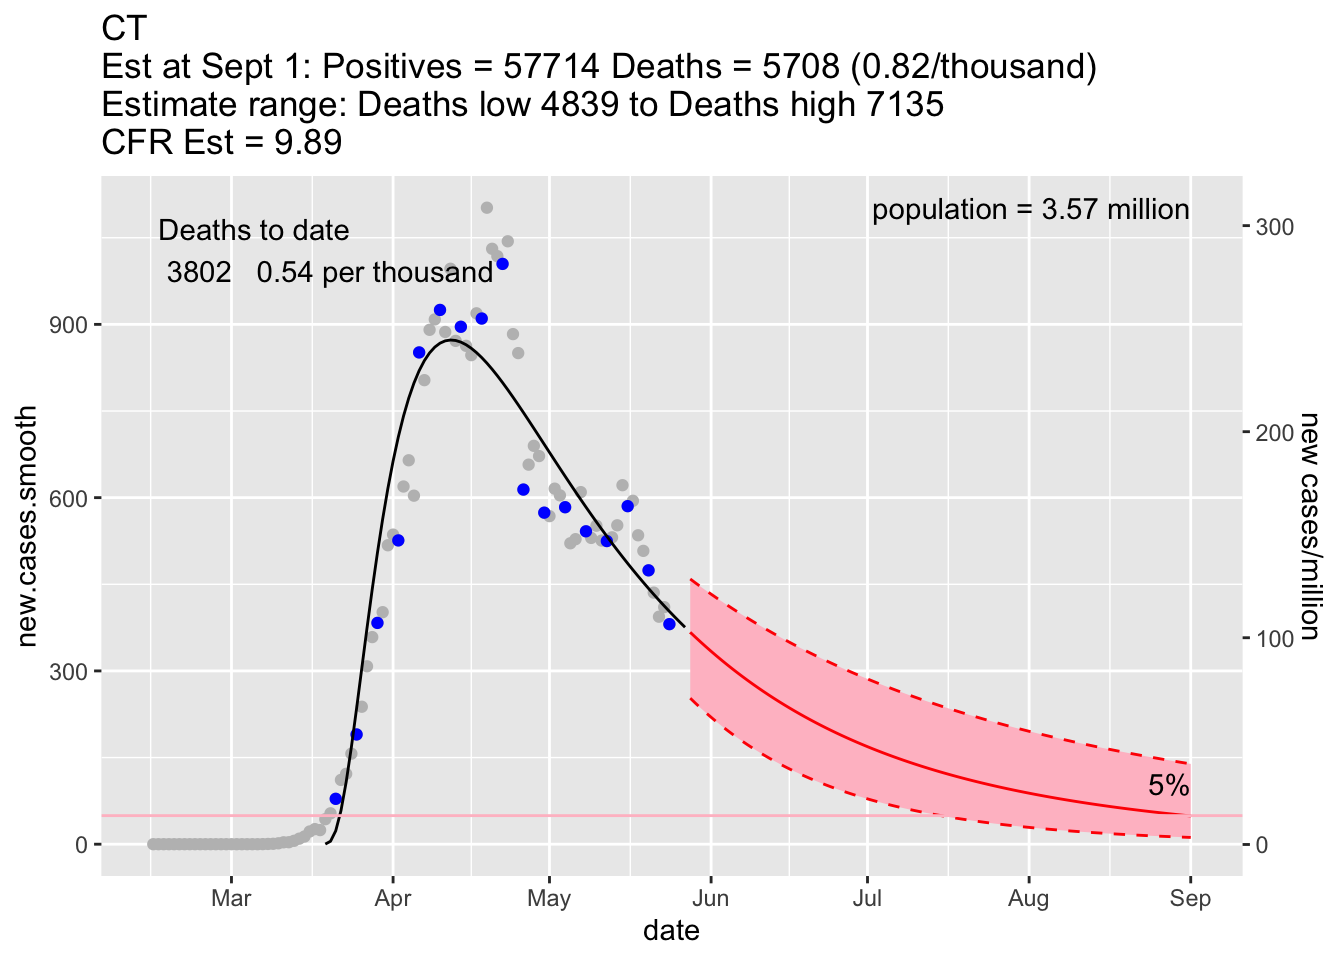 CT
Est at Sept 1: Positives = 57714 Deaths = 5708 (0.82/thousand)
Estimate range: Deaths low 4839 to Deaths high 7135
CFR Est = 9.89
Deaths to date
3802 0.54 per thousand
population = 3.57 million
5%
new.cases.smooth
900
600
300
0
300
200
100
0
new cases/million
Mar Apr May Jun Jul Aug Sep
date